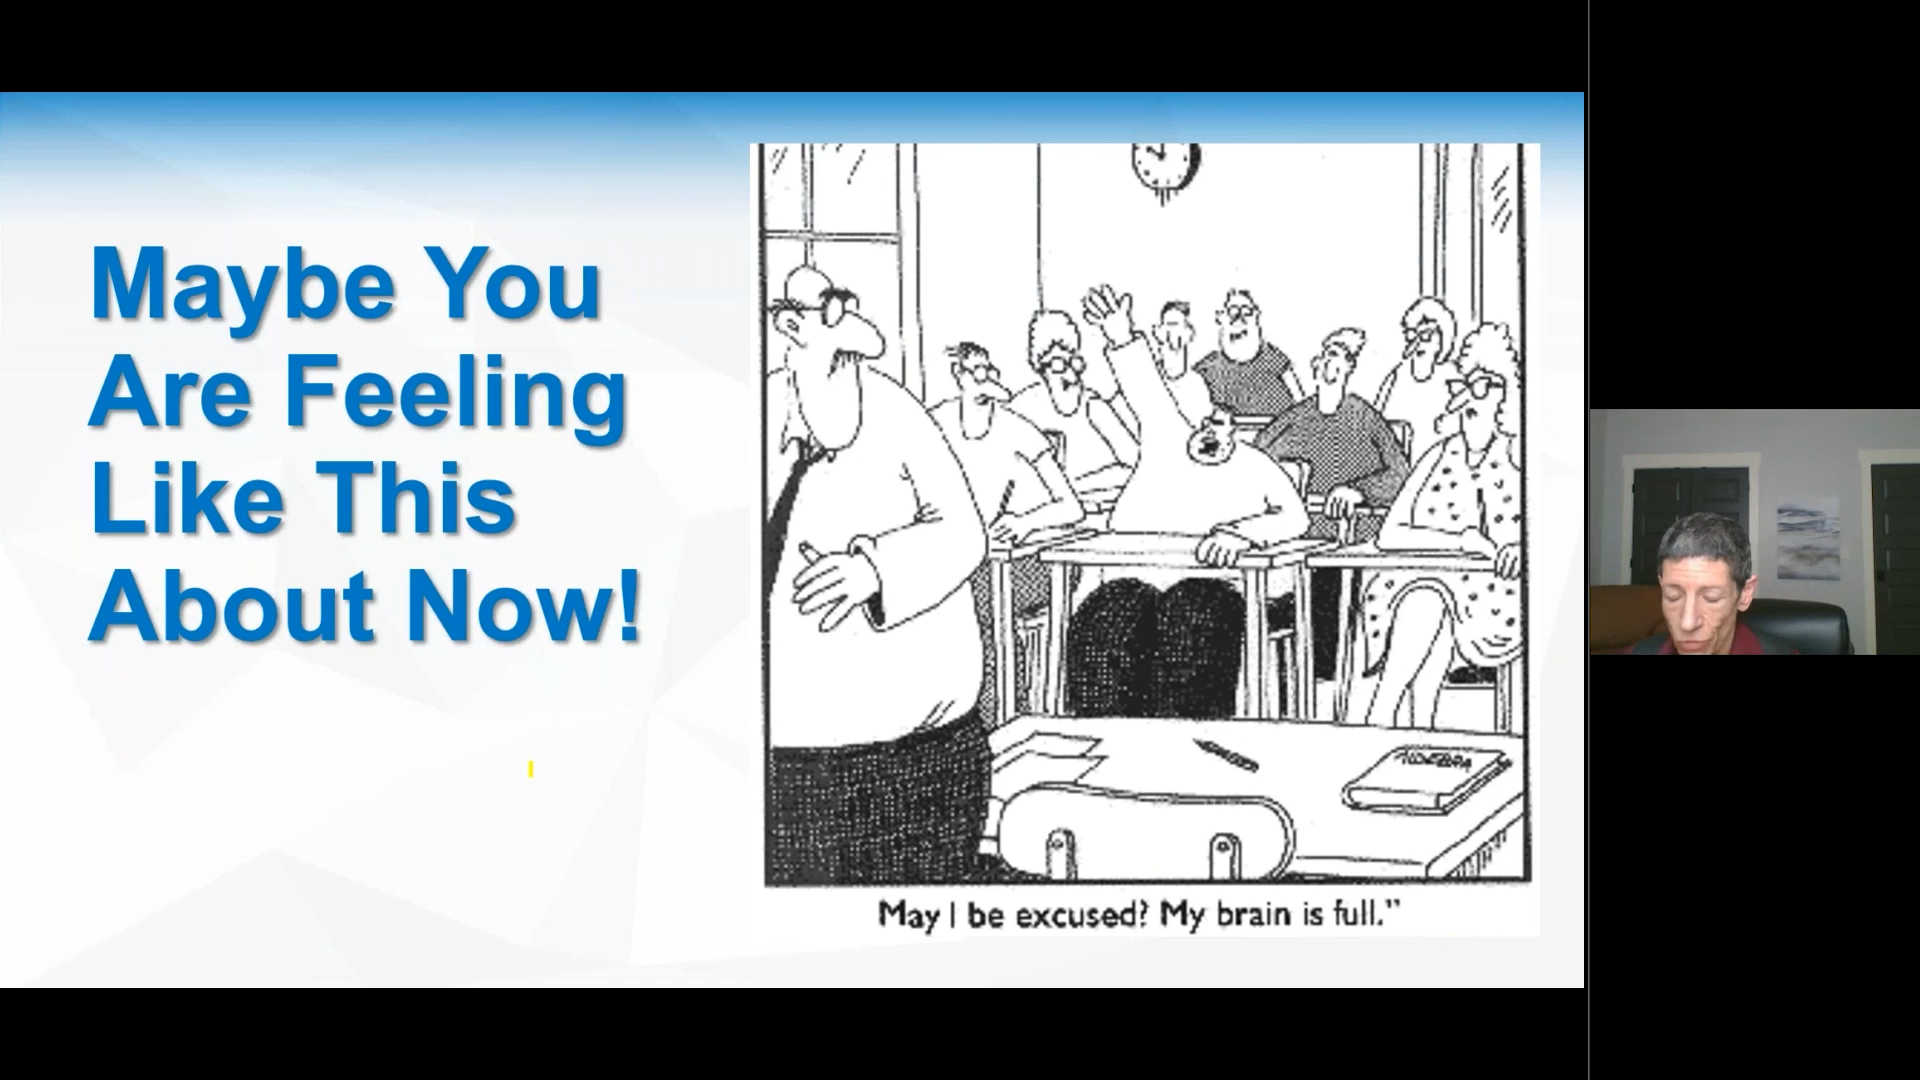 Maybe You
Are Feeling
Like This
About Now!
May I be excused? My brain is full.”